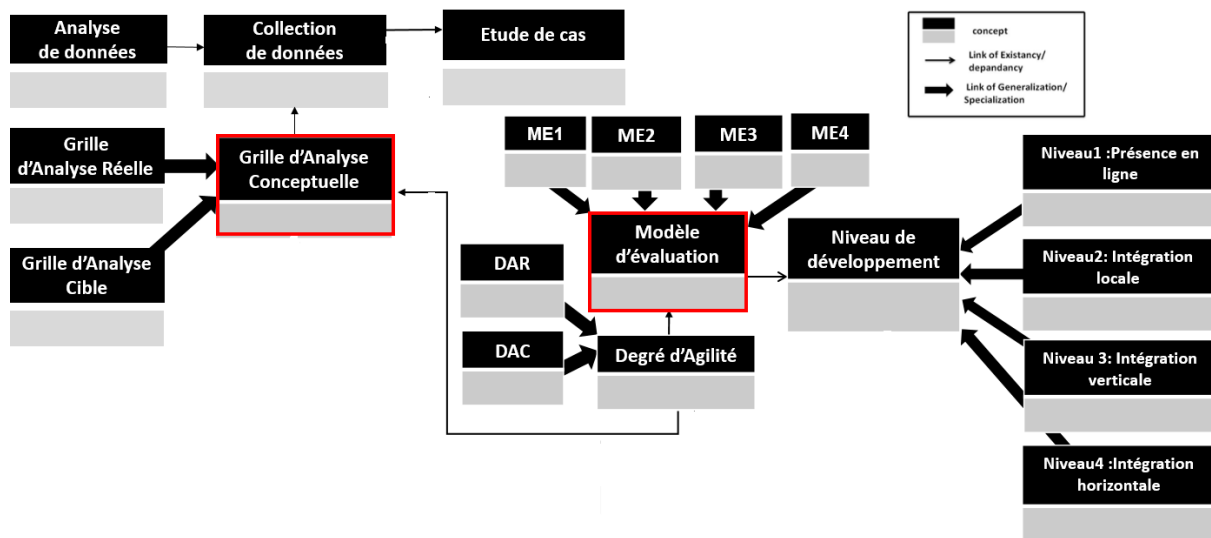 Analyse
de données
Collection
de données
Etude de cas
concept
Link of Existancy/
depandancy
Link of Generalization/
Specialization
Grille
d'Analyse Réelle
Grille d'Analyse
Conceptuelle
Grille d'Analyse
Cible
ME1
ME2
ME3
ME4
Modèle
d'évaluation
Niveau de
développement
DAR
DAC
Degré d'Agilité
Niveau1 :Présence en
ligne
Niveau2: Intégration
locale
Niveau 3: Intégration
verticale
Niveau4 :Intégration
horizontale